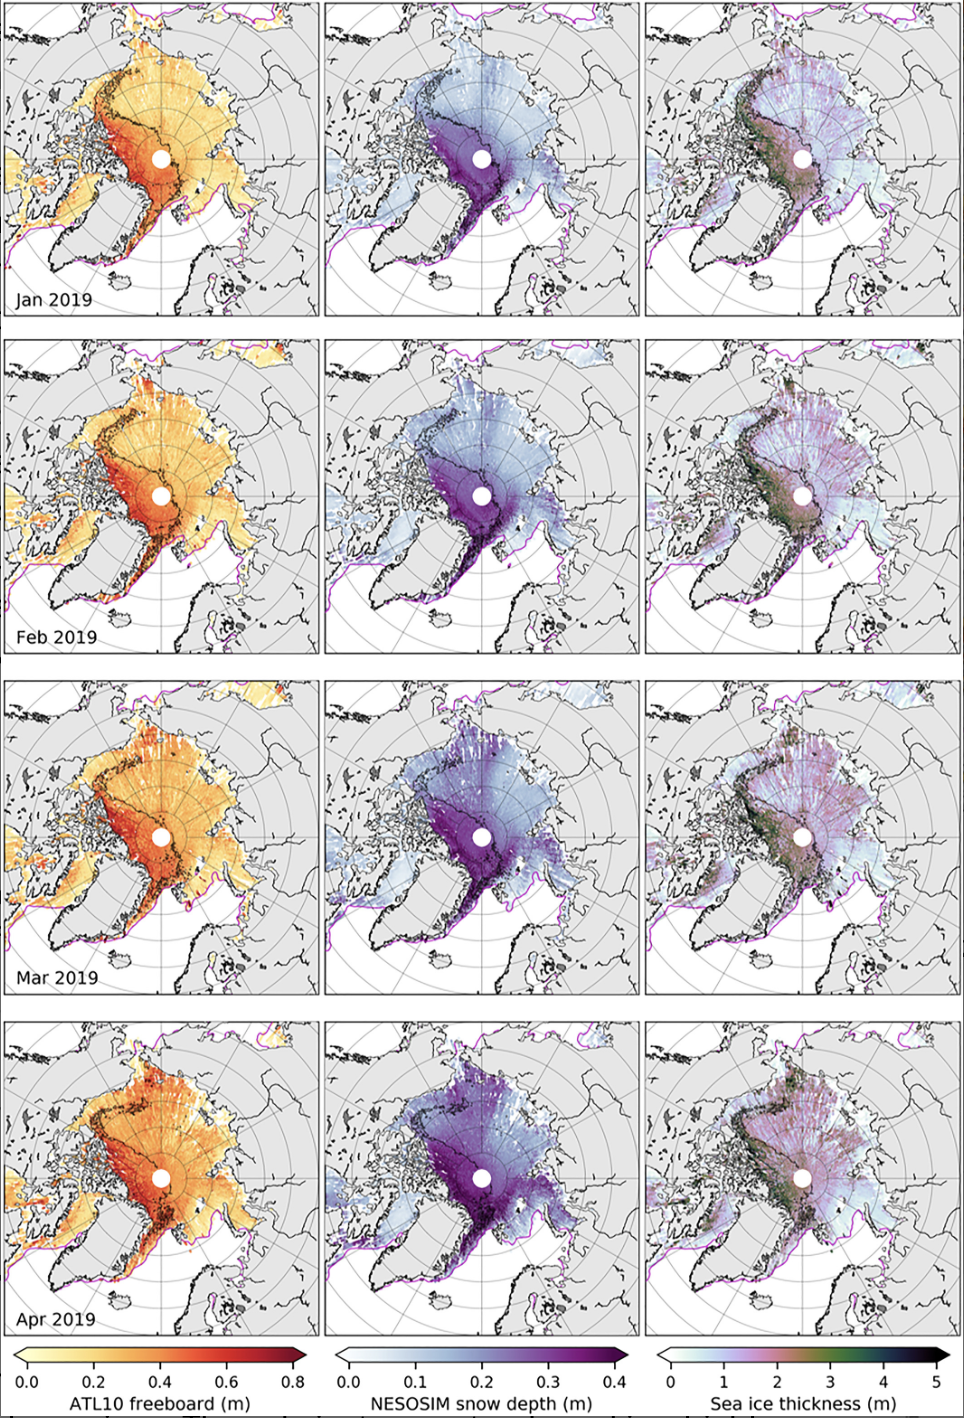 Jan 2019
Feb 2019
Mar 2019
Apr 2019
0.0 0.2 0.4 0.6 0.8
ATL10 freeboard (m)
0.0 0.1 0.2 0.3 0.4
NESOSIM snow depth (m)
0 1 2 3 4 5
Sea ice thickness (m)